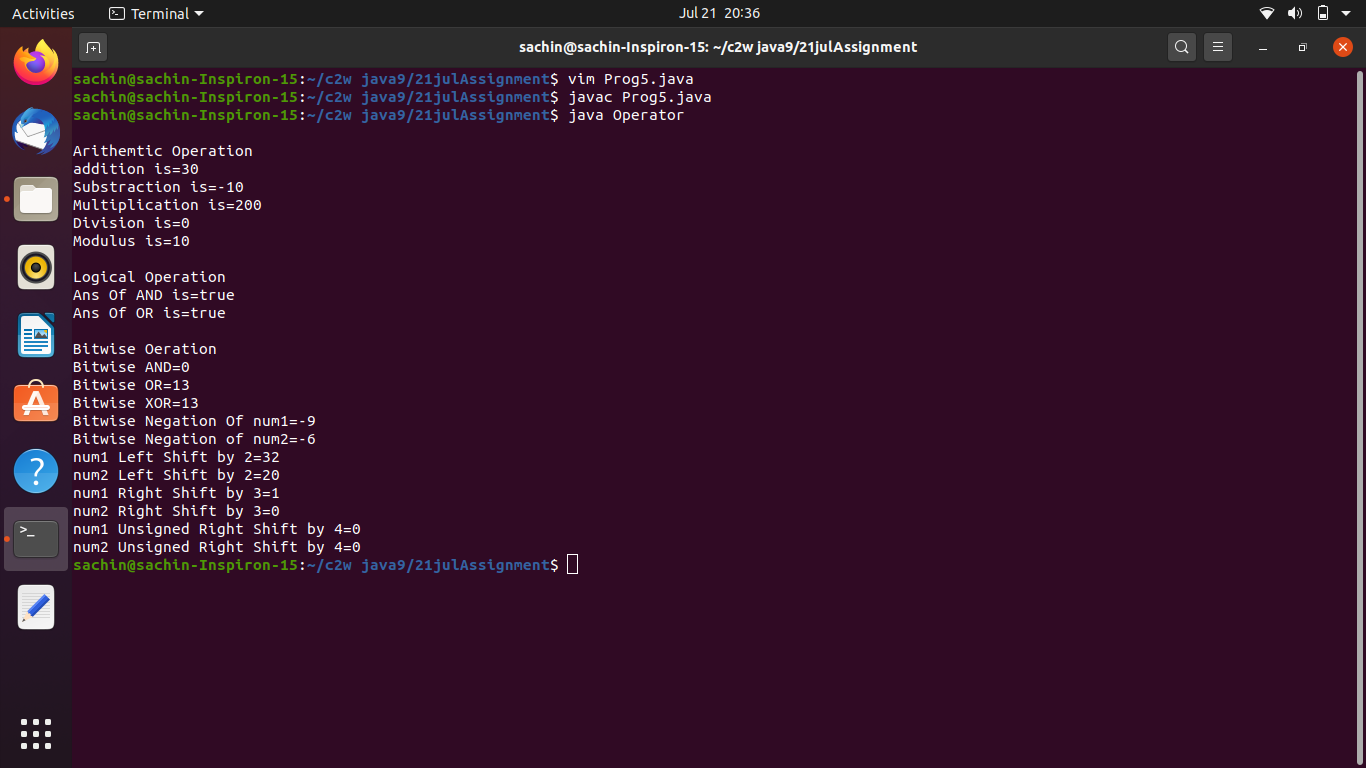 Activities
Terminal
Jul 21 20:36
sachin@sachin-Inspiron-15: ~/c2w java9/21julAssignment
sachin@sachin-Inspiron-15:~/c2w java9/21julAssignment$ vim Prog5.java
sachin@sachin-Inspiron-15:~/c2w java9/21julAssignment$ javac Prog5.java
sachin@sachin-Inspiron-15:~/c2w java9/21julAssignment$ java Operator
Arithemtic Operation
addition is=30
Substraction is=-10
Multiplication is=200
Division is=0
Modulus is=10
Logical Operation
Ans Of AND is=true
Ans Of OR is=true
Bitwise Oeration
Bitwise AND=0
Bitwise OR=13
Bitwise XOR=13
Bitwise Negation Of num1=-9
Bitwise Negation of num2=-6
num1 Left Shift by 2=32
num2 Left Shift by 2=20
num1 Right Shift by 3=1
num2 Right Shift by 3=0
num1 Unsigned Right Shift by 4=0
num2 Unsigned Right Shift by 4=0
sachin@sachin-Inspiron-15:~/c2w java9/21julAssignment$